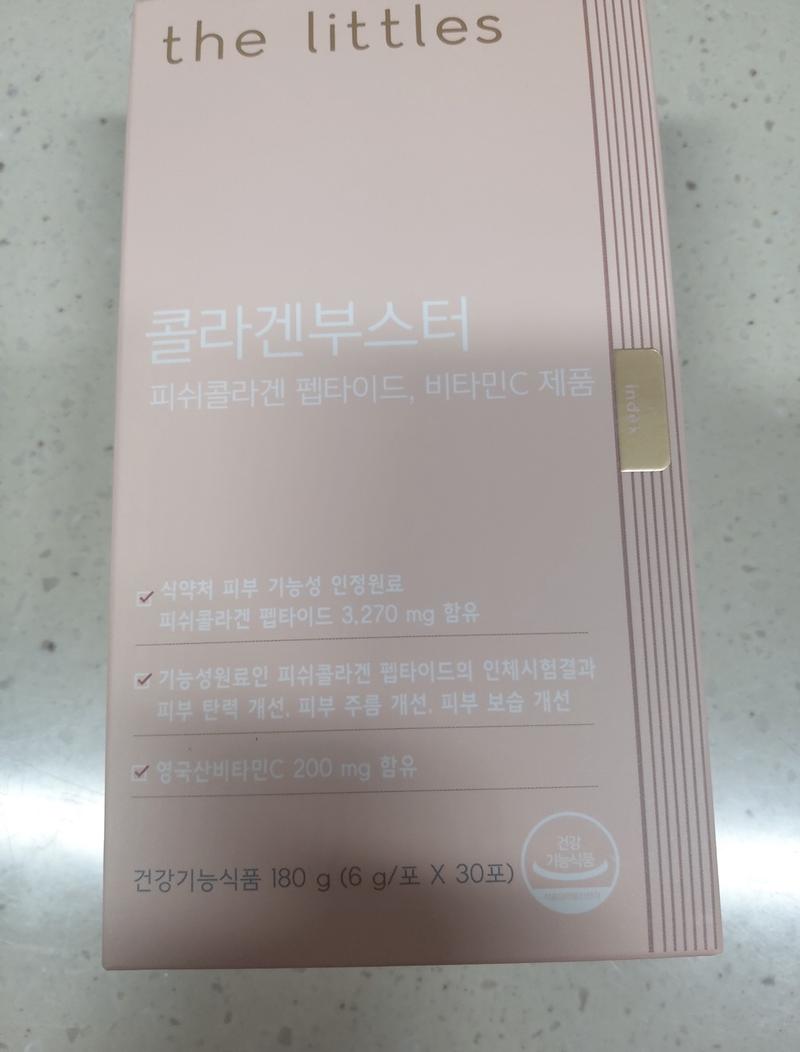 the littles
콜라겐부스터
피쉬콜라겐 펩타이드, 비타민C 제품
index
식약처 피부 기능성 인정원료
피쉬콜라겐 펩타이드 3,270 mg 함유
기능성원료인 피쉬콜라겐 펩타이드의 인체시험결과
피부 탄력 개선, 피부 주름 개선, 피부 보습 개선
영국산비타민C 200 mg 함유
건강기능식품 180 g (6 g/포 X 30포)
건강
기능식품